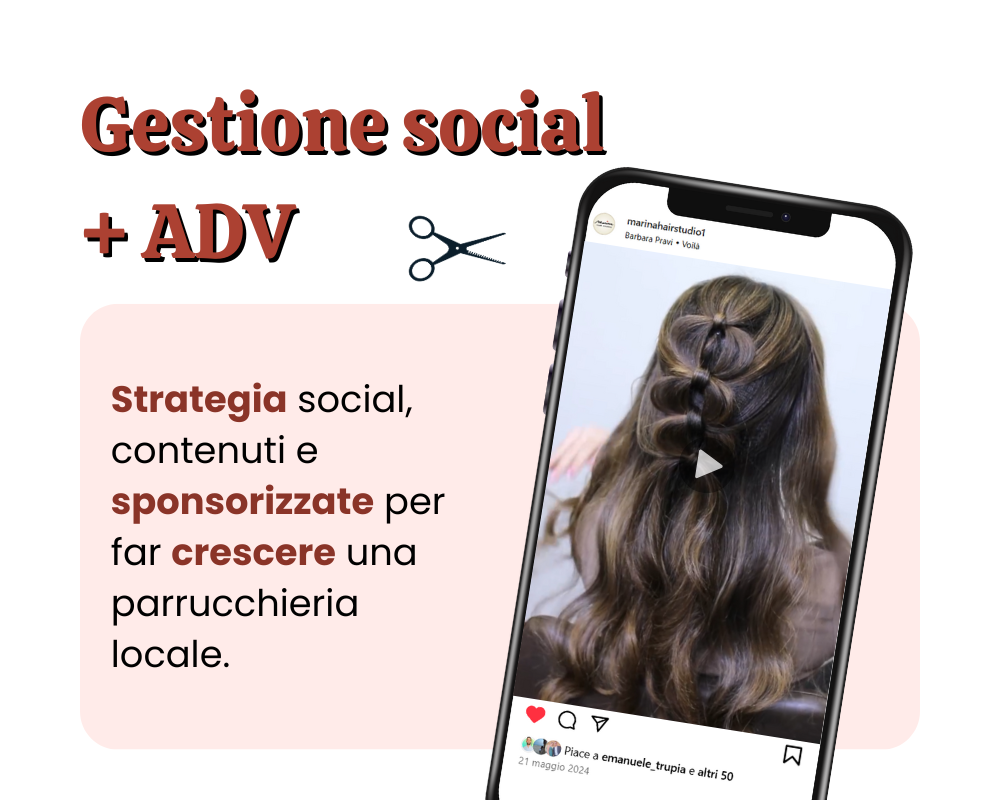 Gestione social
+ ADV
marinahairstudio1
Barbara Pravi • Voilà
Strategia social,
contenuti e
sponsorizzate per
far crescere una
parrucchieria
locale.
Piace a emanuele_trupia e altri 50
21 maggio 2024